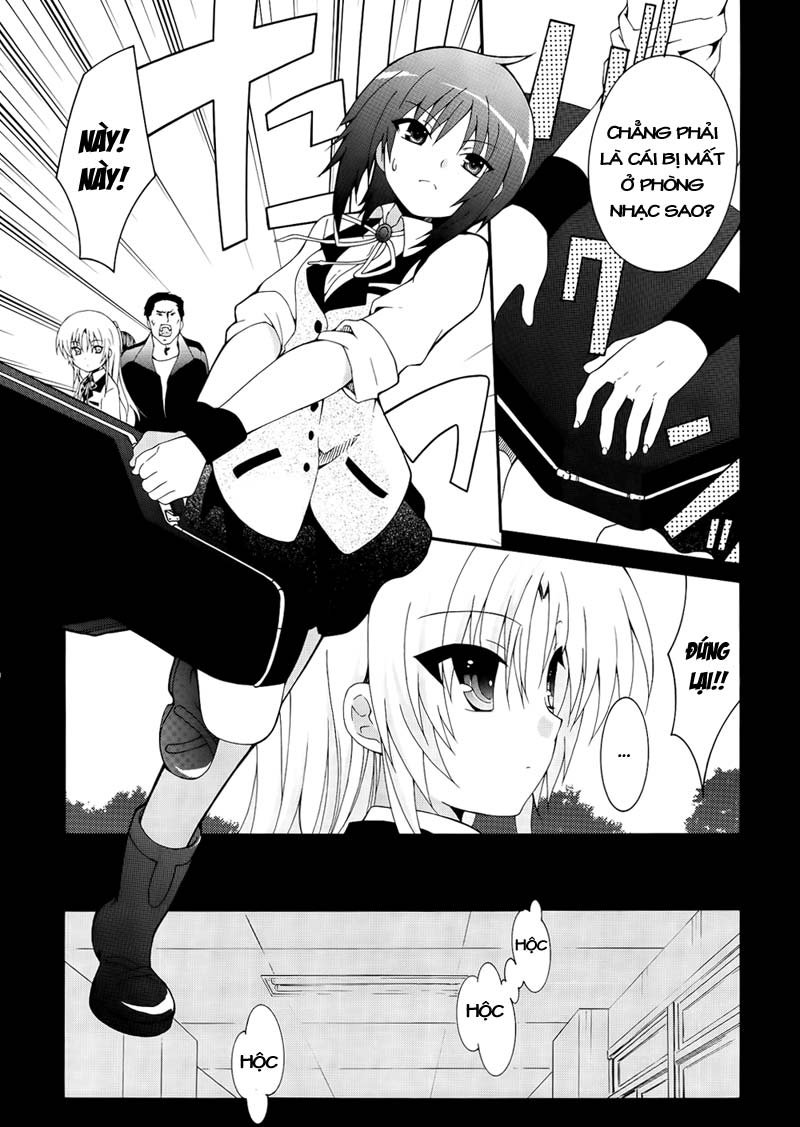 CHẲNG PHẢI
LÀ CÁI BỊ MẤT
Ở PHÒNG
NHẠC SAO?
NÀY!
NÀY!
ĐỨNG
LẠI!!
...
HỘC
HỘC
HỘC